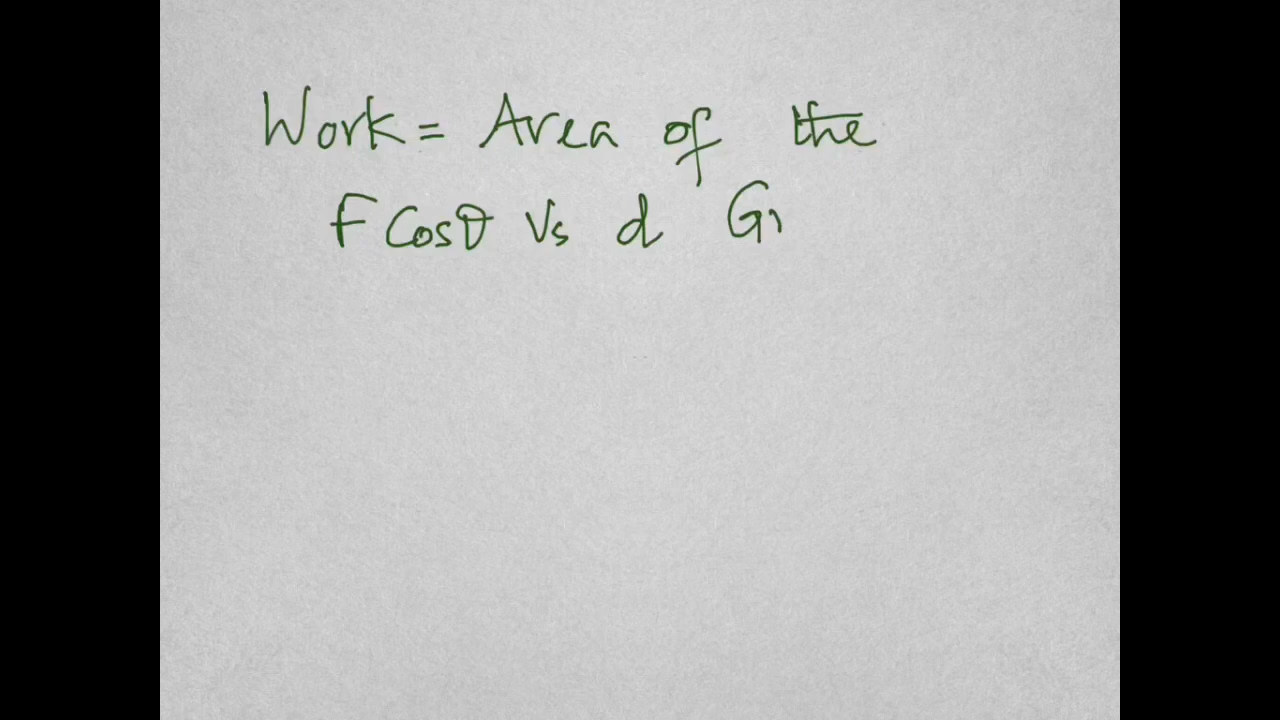 Work = Area of the
F Cosθ Vs d